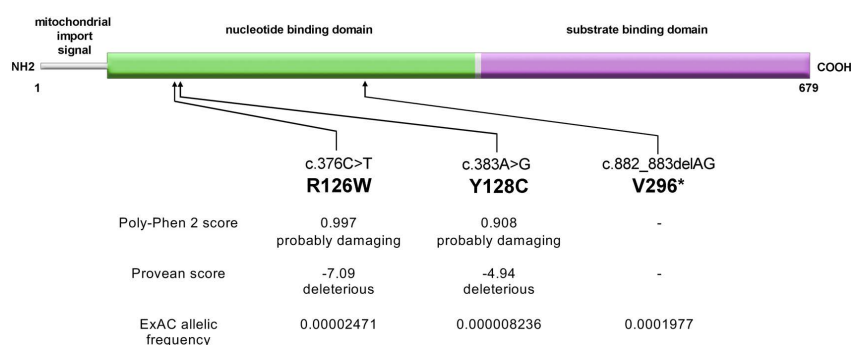 mitochondrial
import
signal
nucleotide binding domain
substrate binding domain
NH2
COOH
1
679
c.376C>T
c.383A>G
c.882_883delAG
R126W
Y128C
V296*
Poly-Phen 2 score
0.997
0.908
-
probably damaging
probably damaging
Provean score
-7.09
-4.94
-
deleterious
deleterious
ExAC allelic
frequency
0.00002471
0.000008236
0.0001977